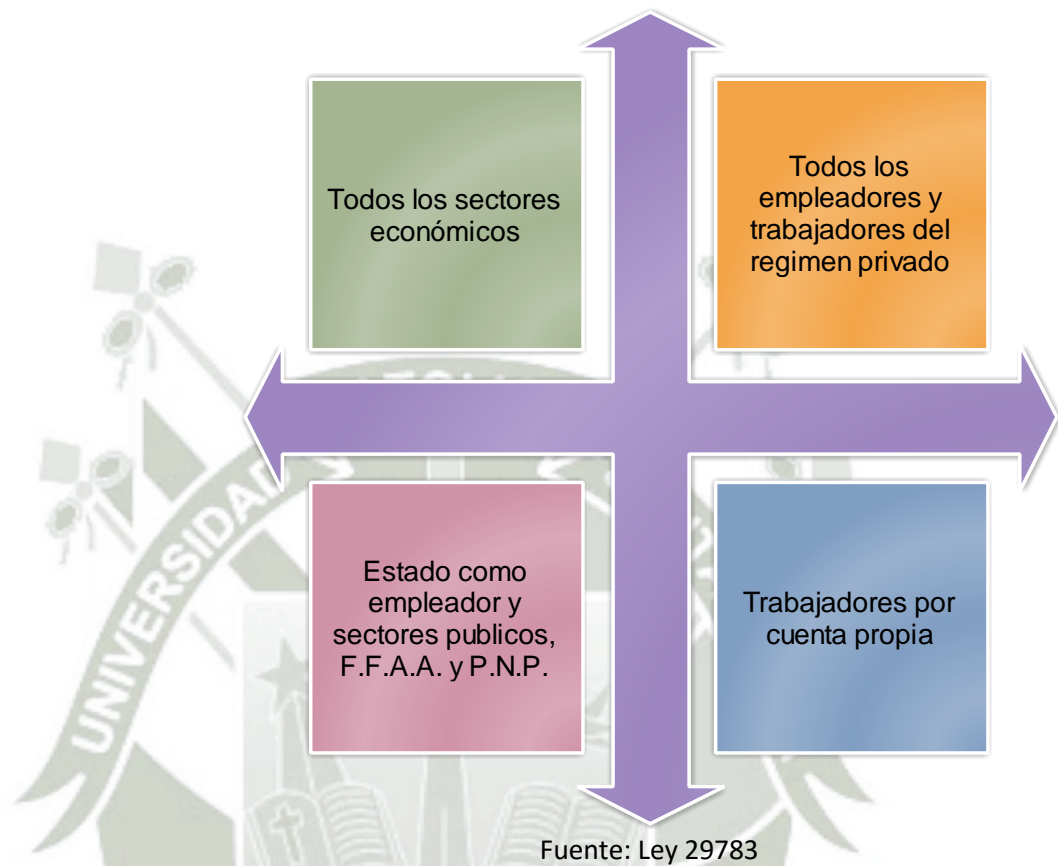 Todos los sectores
económicos
Todos los
empleadores y
trabajadores del
regimen privado
Estado como
empleador y
sectores publicos,
F.F.A.A. y P.N.P.
Trabajadores por
cuenta propia
UNIVERSIDAD
Fuente: Ley 29783